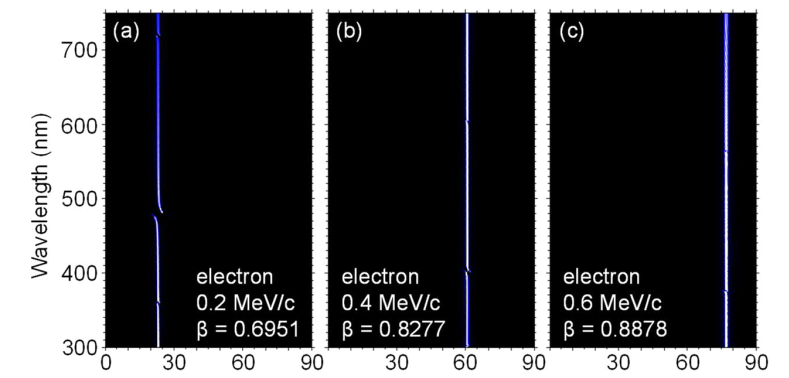 (a)
(b)
(c)
700
600
500
400
300
Wavelength (nm)
electron
0.2 MeV/c
β = 0.6951
electron
0.4 MeV/c
β = 0.8277
electron
0.6 MeV/c
β = 0.8878
0 30 60 90 30 60 90 30 60 90